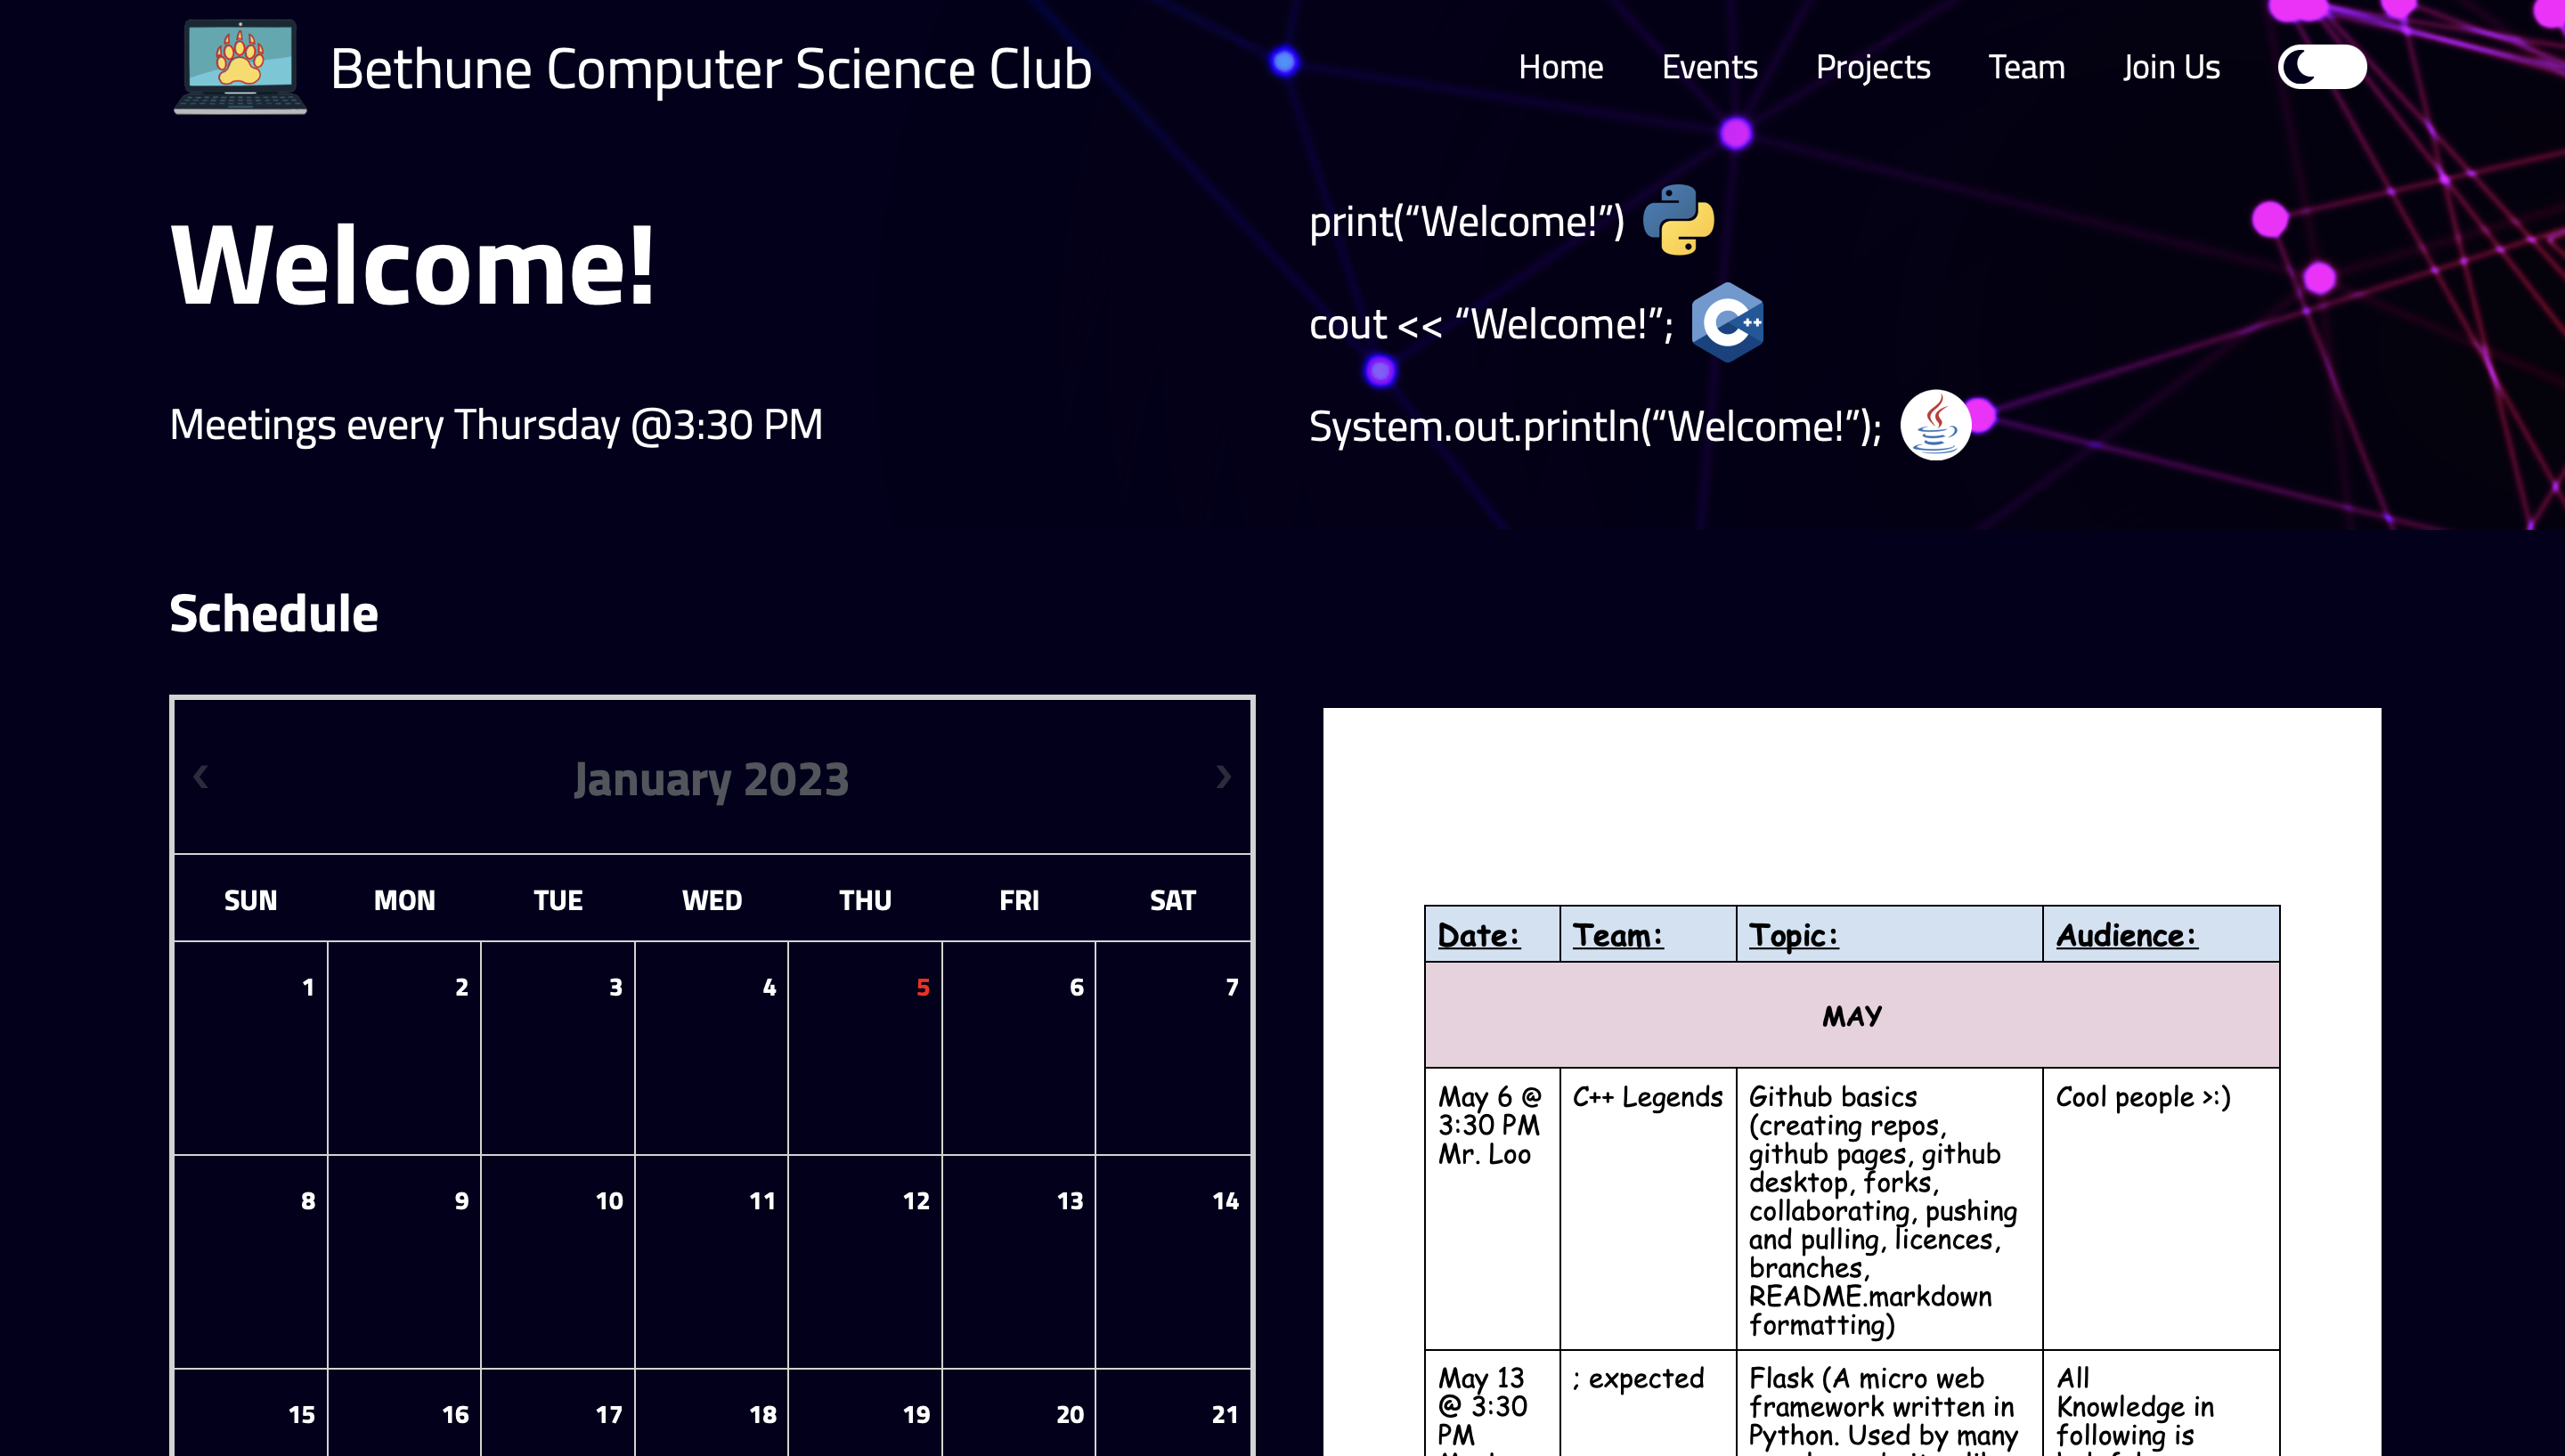 Bethune Computer Science Club
Home Events Projects Team Join Us
Welcome!
Meetings every Thursday @3:30 PM
print(“Welcome!”)
cout << “Welcome!”;
C++
System.out.println(“Welcome!”);
Schedule
‹ January 2023 ›
SUN MON TUE WED THU FRI SAT
1 2 3 4 5 6 7
8 9 10 11 12 13 14
15 16 17 18 19 20 21
Date: Team: Topic: Audience:
MAY
May 6 @
3:30 PM
Mr. Loo
C++ Legends
Github basics
(creating repos,
github pages, github
desktop, forks,
collaborating, pushing
and pulling, licences,
branches,
README.markdown
formatting)
Cool people >:)
May 13
@ 3:30
PM
; expected
Flask (A micro web
framework written in
Python. Used by many
All
Knowledge in
following is